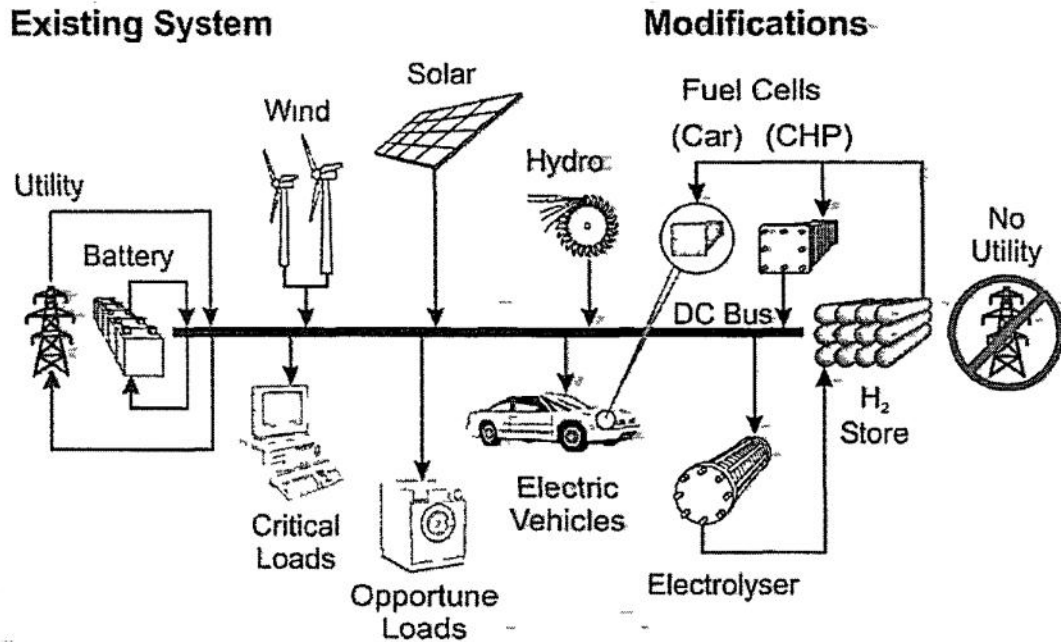 Existing System
Modifications
Solar
Fuel Cells
Wind
(Car) (CHP)
Hydro
Utility
No
Utility
Battery
DC Bus
H₂
Store
Electric
Vehicles
Critical
Loads
Electrolyser
Opportune
Loads